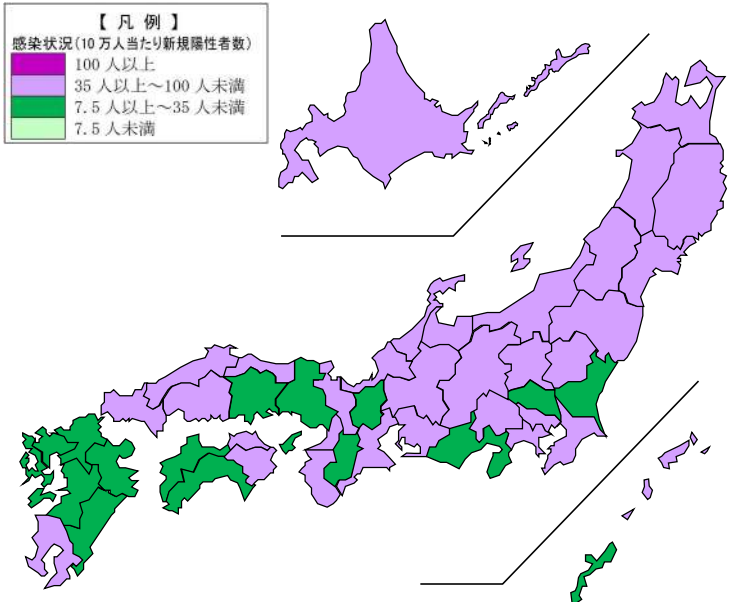 【 凡 例 】
感染状況(10 万人当たり新規陽性者数)
100 人以上
35 人以上～100 人未満
7.5 人以上～35 人未満
7.5 人未満